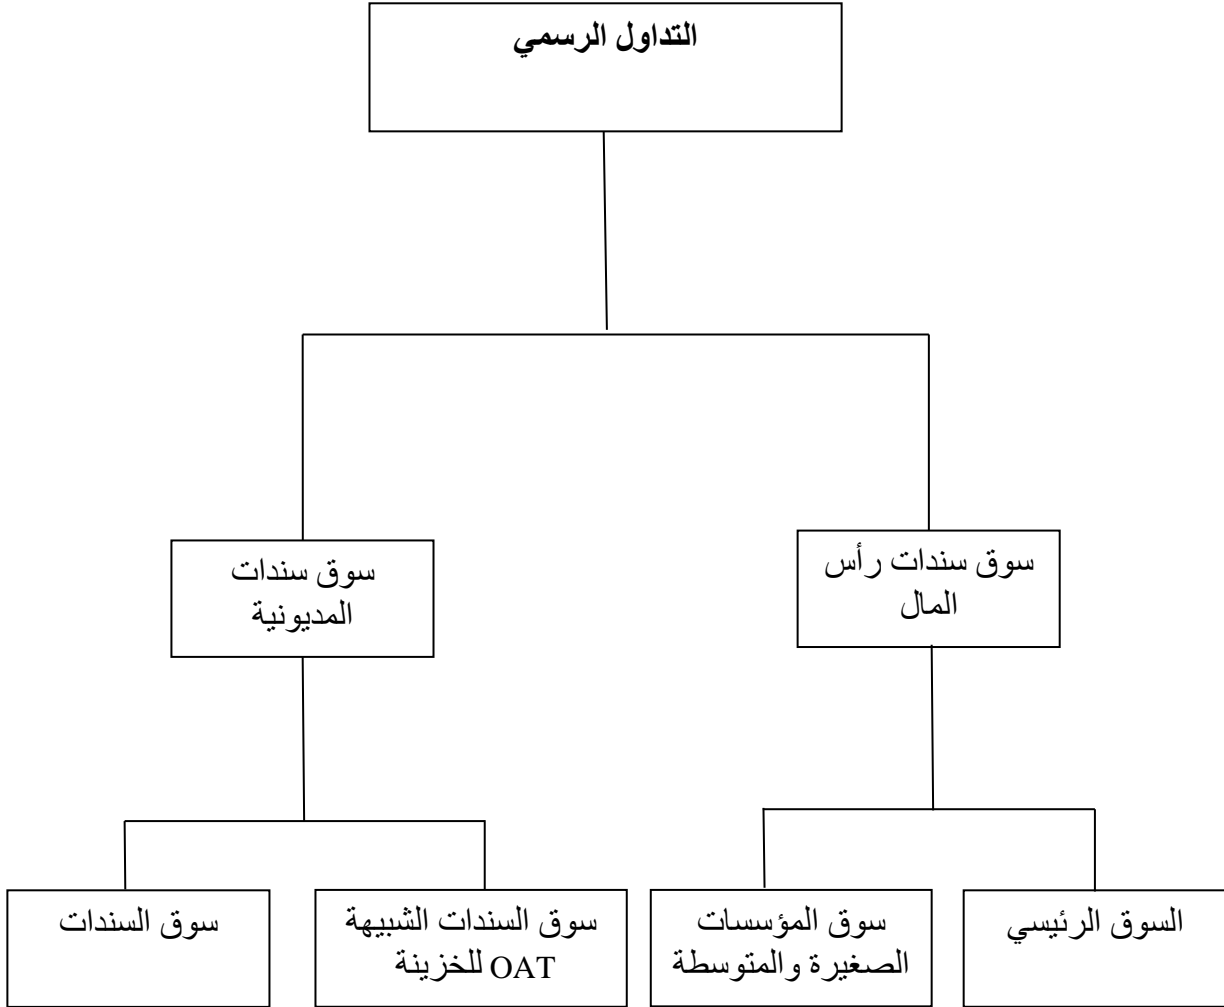 التداول الرسمي
سوق سندات رأس
المال
سوق سندات
المديونية
السوق الرئيسي
سوق المؤسسات
الصغيرة والمتوسطة
سوق السندات الشبيهة
OAT للخزينة
سوق السندات